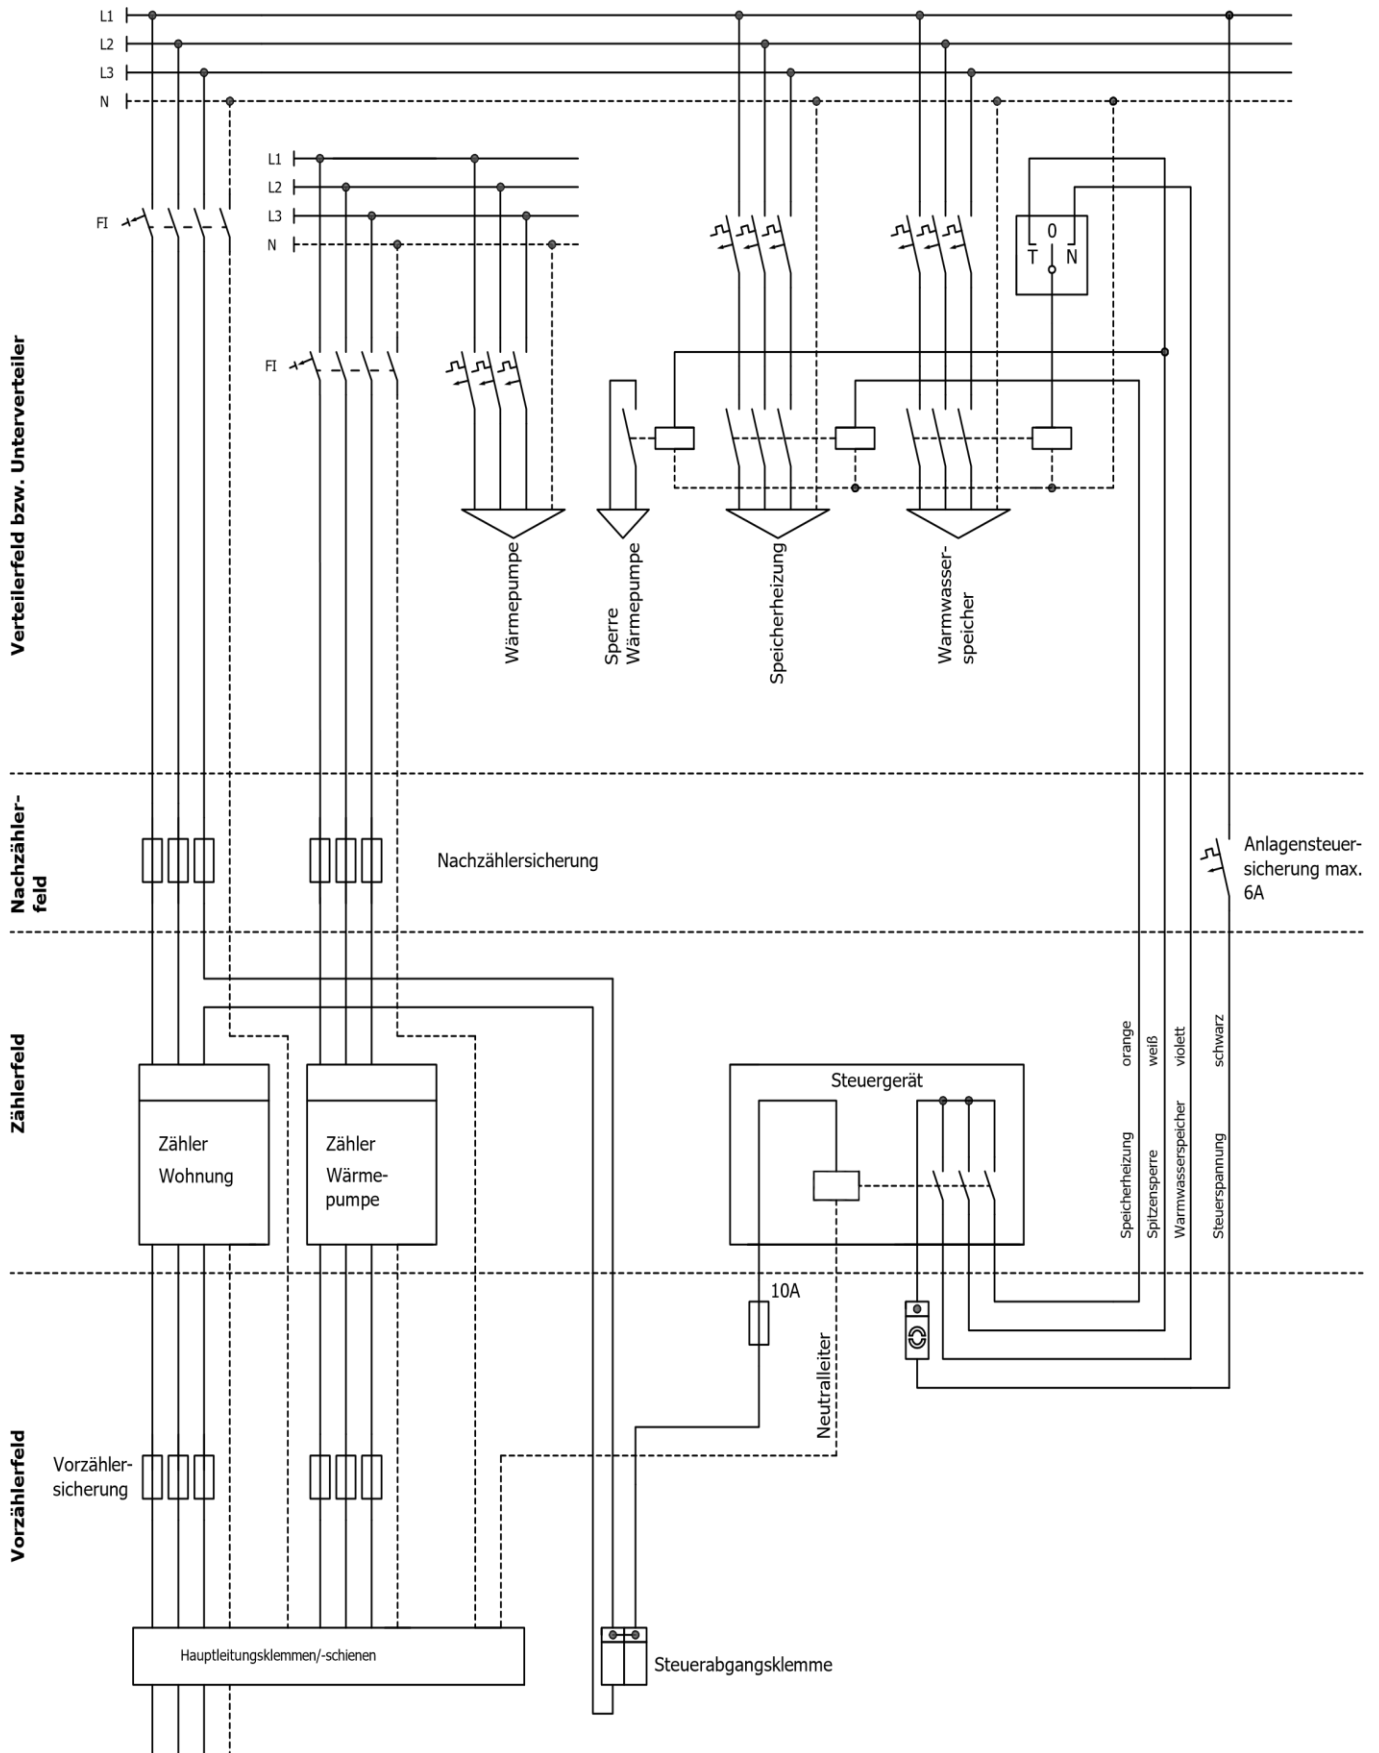 L1
L2
L3
N
L1
L2
L3
N
FI
FI
0
T
N
Verteilerfeld bzw. Unterverteiler
Wärmepumpe
Sperre
Wärmepumpe
Speicherheizung
Warmwasser-
speicher
Nachzähler-
feld
Nachzählersicherung
Anlagensteuer-
sicherung max.
6A
Zählerfeld
Zähler
Wohnung
Zähler
Wärme-
pumpe
Steuergerät
Speicherheizung orange
Spitzensperre weiß
Warmwasserspeicher violett
Steuerspannung schwarz
10A
Neutralleiter
Vorzählerfeld
Vorzähler-
sicherung
Hauptleitungsklemmen/-schienen
Steuerabgangsklemme